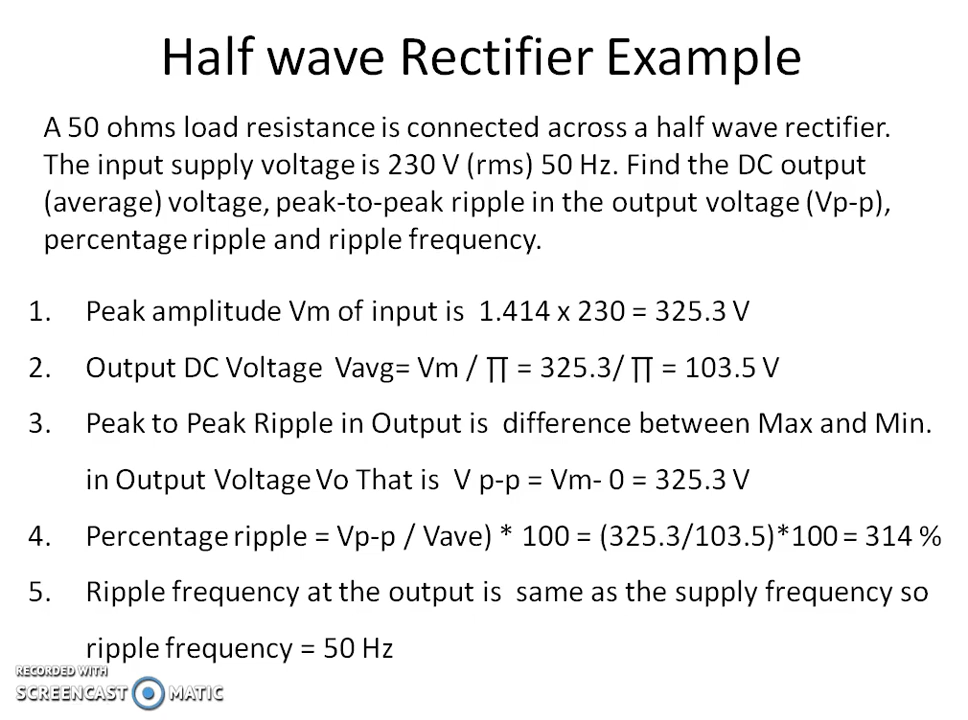 Half wave Rectifier Example
A 50 ohms load resistance is connected across a half wave rectifier.
The input supply voltage is 230 V (rms) 50 Hz. Find the DC output
(average) voltage, peak-to-peak ripple in the output voltage (Vp-p),
percentage ripple and ripple frequency.
1. Peak amplitude Vm of input is 1.414 x 230 = 325.3 V
2. Output DC Voltage Vavg= Vm / ∏ = 325.3/ ∏ = 103.5 V
3. Peak to Peak Ripple in Output is difference between Max and Min.
in Output Voltage Vo That is V p-p = Vm- 0 = 325.3 V
4. Percentage ripple = Vp-p / Vave) * 100 = (325.3/103.5)*100 = 314 %
5. Ripple frequency at the output is same as the supply frequency so
ripple frequency = 50 Hz
RECORDED WITH
SCREENCAST MATIC